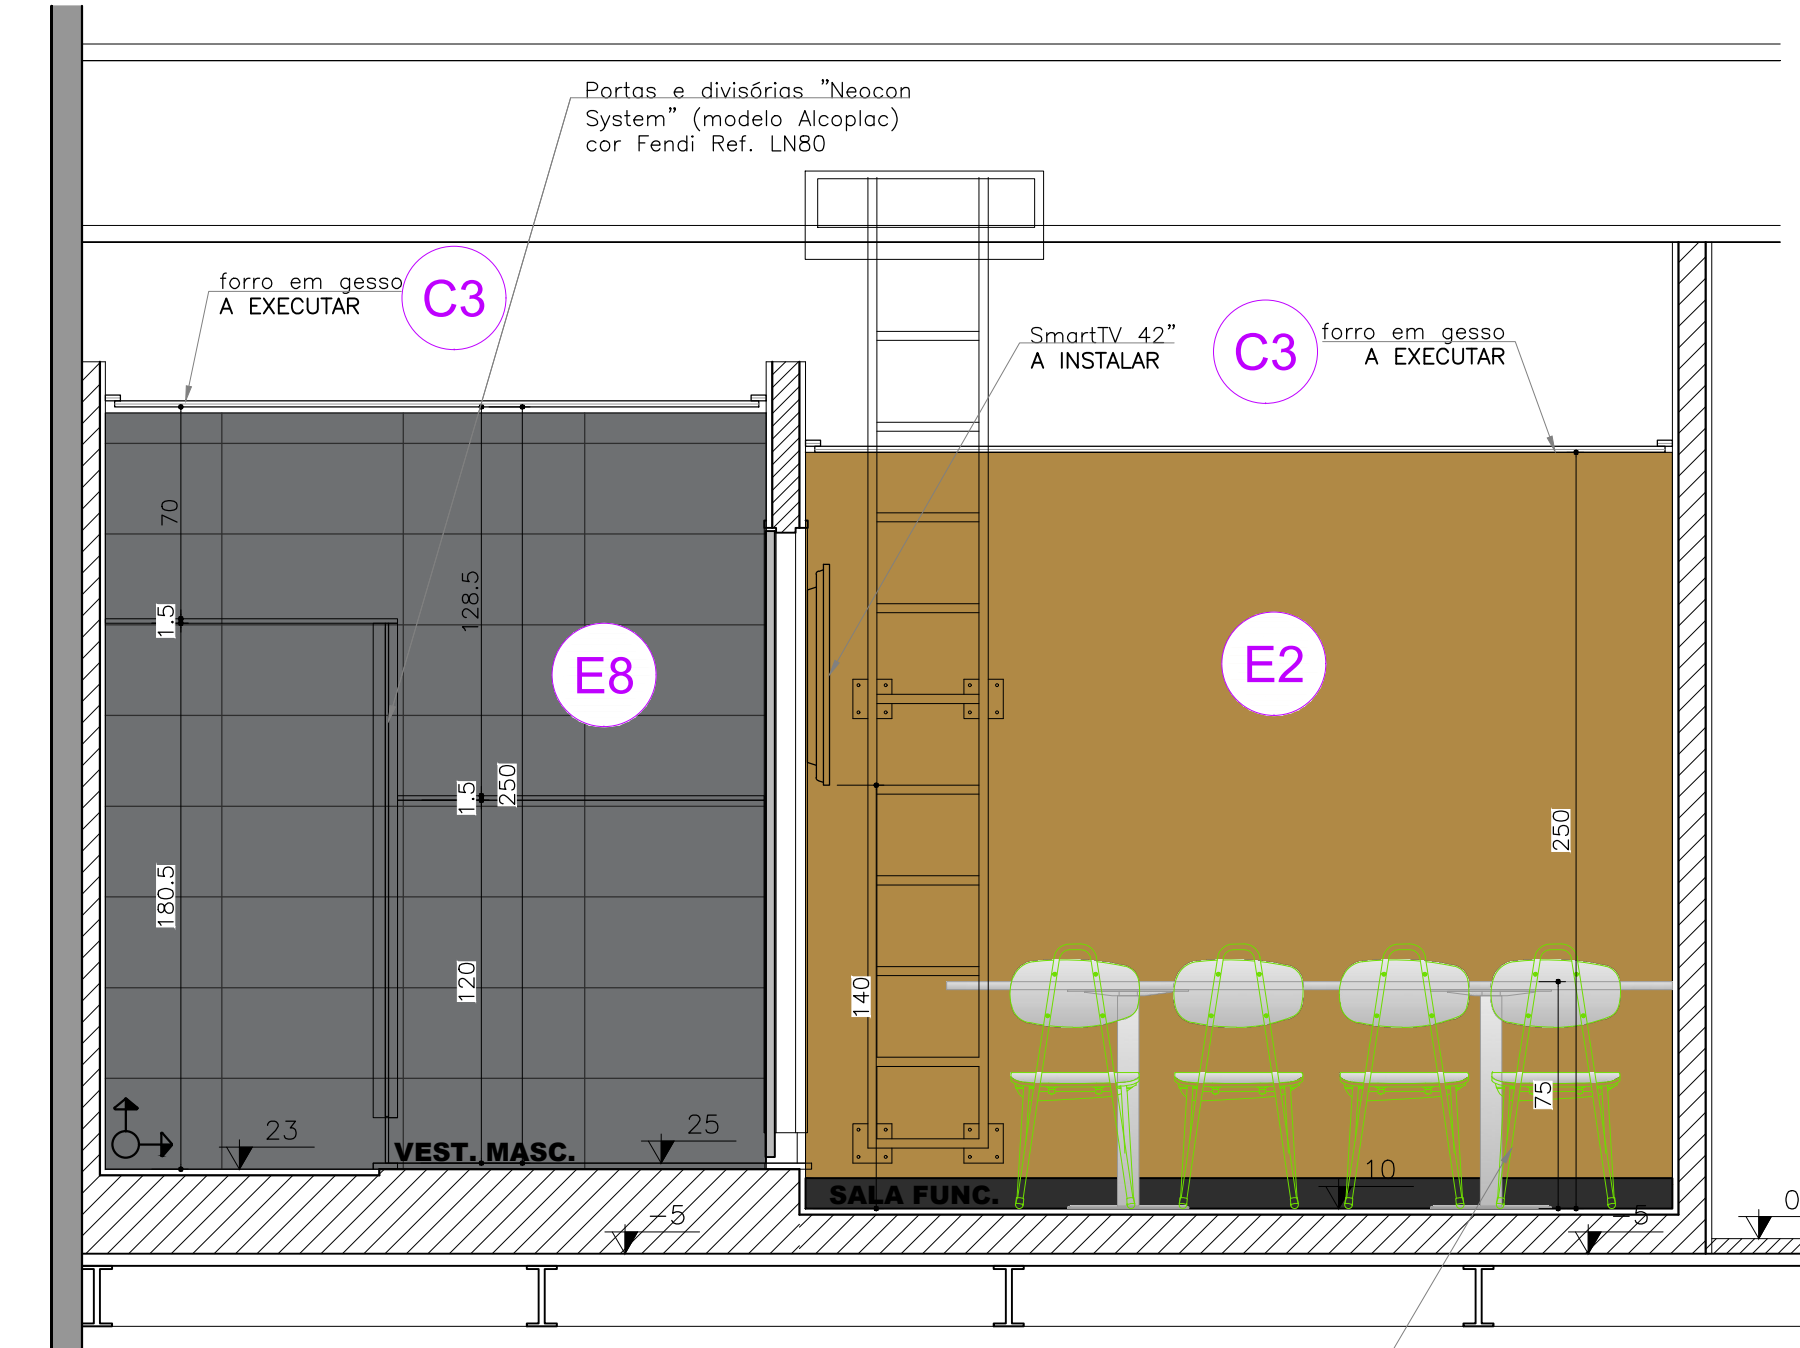 Portas e divisórias "Neocon
System" (modelo Alcoplac)
cor Fendi Ref. LN80
forro em gesso
A EXECUTAR
C3
SmartTV 42"
A INSTALAR
C3
forro em gesso
A EXECUTAR
70
1.5
128.5
E8
E2
1.5
250
250
180.5
120
140
75
23
VEST. MASC.
25
SALA FUNC.
10
-5
-5
0